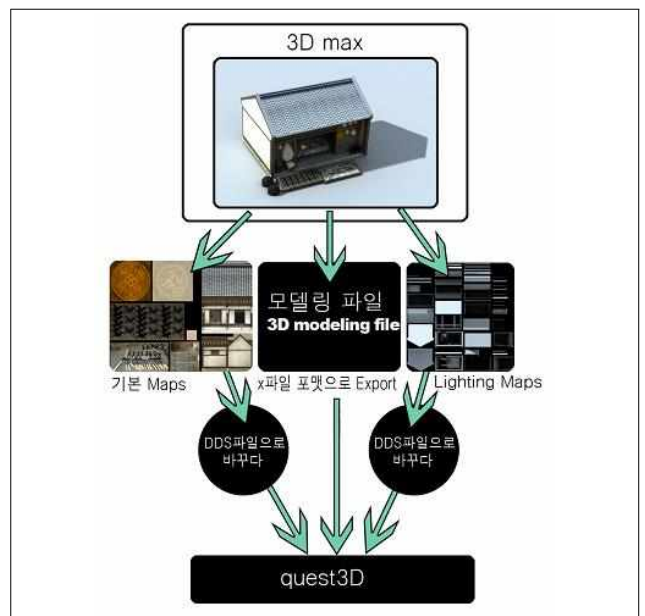 3D max
모델링 파일
3D modeling file
기본 Maps
x파일 포맷으로 Export
Lighting Maps
DDS파일으로
바꾸다
DDS파일으로
바꾸다
quest3D